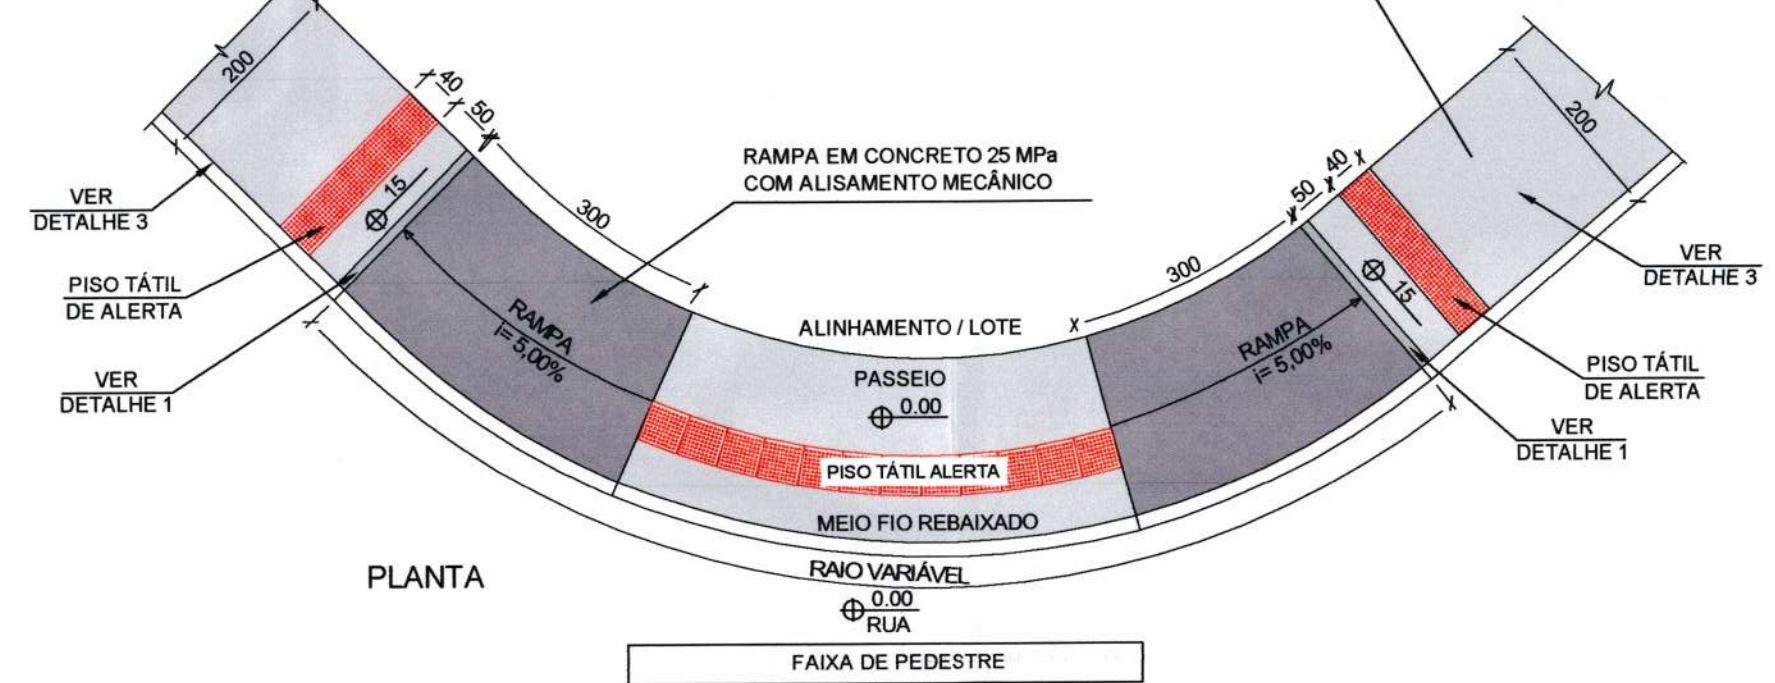 200
40
50
VER
DETALHE 3
15
PISO TÁTIL
DE ALERTA
VER
DETALHE 1
RAMPA
i= 5,00%
300
RAMPA EM CONCRETO 25 MPa
COM ALISAMENTO MECÂNICO
ALINHAMENTO / LOTE
PASSEIO
0.00
PISO TÁTIL ALERTA
MEIO FIO REBAIXADO
RAIO VARIÁVEL
0.00
RUA
FAIXA DE PEDESTRE
PLANTA
300
RAMPA
i= 5,00%
50
40
15
200
VER
DETALHE 3
PISO TÁTIL
DE ALERTA
VER
DETALHE 1